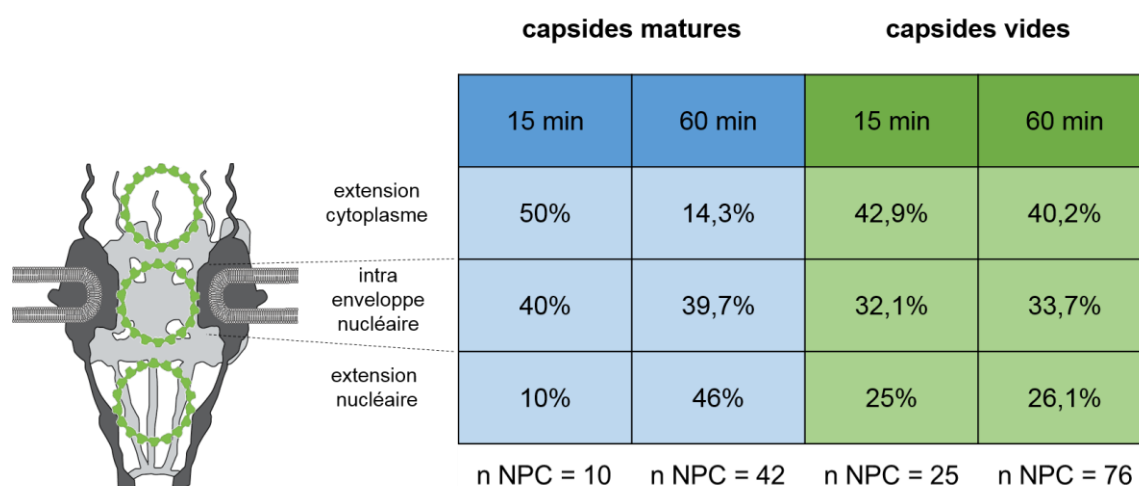 capsides matures capsides vides
15 min 60 min 15 min 60 min
extension
cytoplasme
50% 14,3% 42,9% 40,2%
intra
enveloppe
nucléaire
40% 39,7% 32,1% 33,7%
extension
nucléaire
10% 46% 25% 26,1%
n NPC = 10 n NPC = 42 n NPC = 25 n NPC = 76